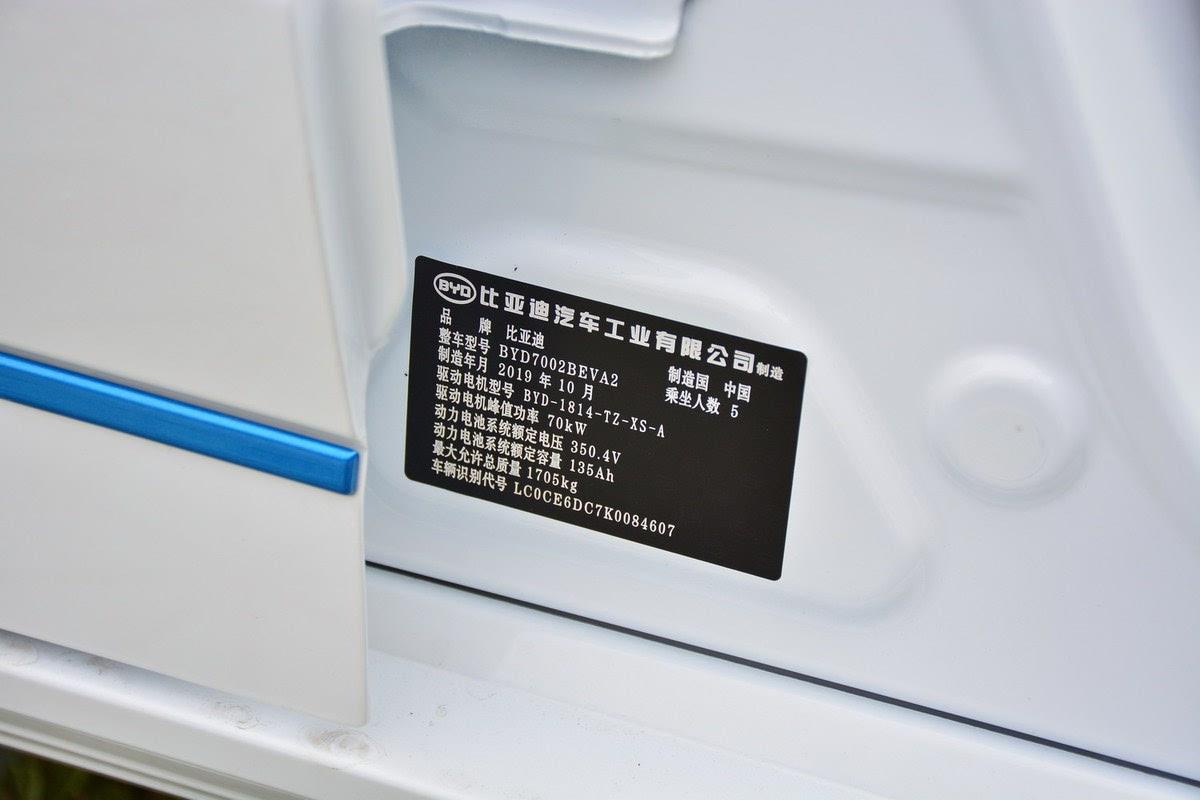 BYD 比亚迪汽车工业有限公司制造
品 牌 比亚迪
整车型号 BYD7002BEVA2 制造国 中国
制造年月 2019 年 10 月 乘坐人数 5
驱动电机型号 BYD-1814-TZ-XS-A
驱动电机峰值功率 70kW
动力电池系统额定电压 350.4V
动力电池系统额定容量 135Ah
最大允许总质量 1705kg
车辆识别代号 LC0CE6DC7K0084607